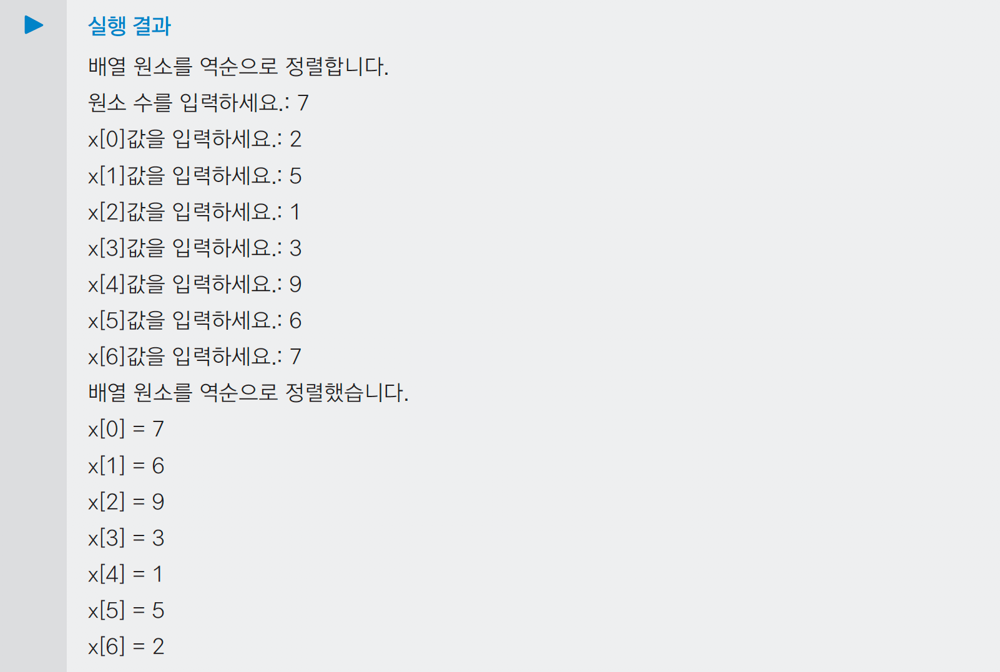 실행 결과
배열 원소를 역순으로 정렬합니다.
원소 수를 입력하세요.: 7
x[0]값을 입력하세요.: 2
x[1]값을 입력하세요.: 5
x[2]값을 입력하세요.: 1
x[3]값을 입력하세요.: 3
x[4]값을 입력하세요.: 9
x[5]값을 입력하세요.: 6
x[6]값을 입력하세요.: 7
배열 원소를 역순으로 정렬했습니다.
x[0] = 7
x[1] = 6
x[2] = 9
x[3] = 3
x[4] = 1
x[5] = 5
x[6] = 2